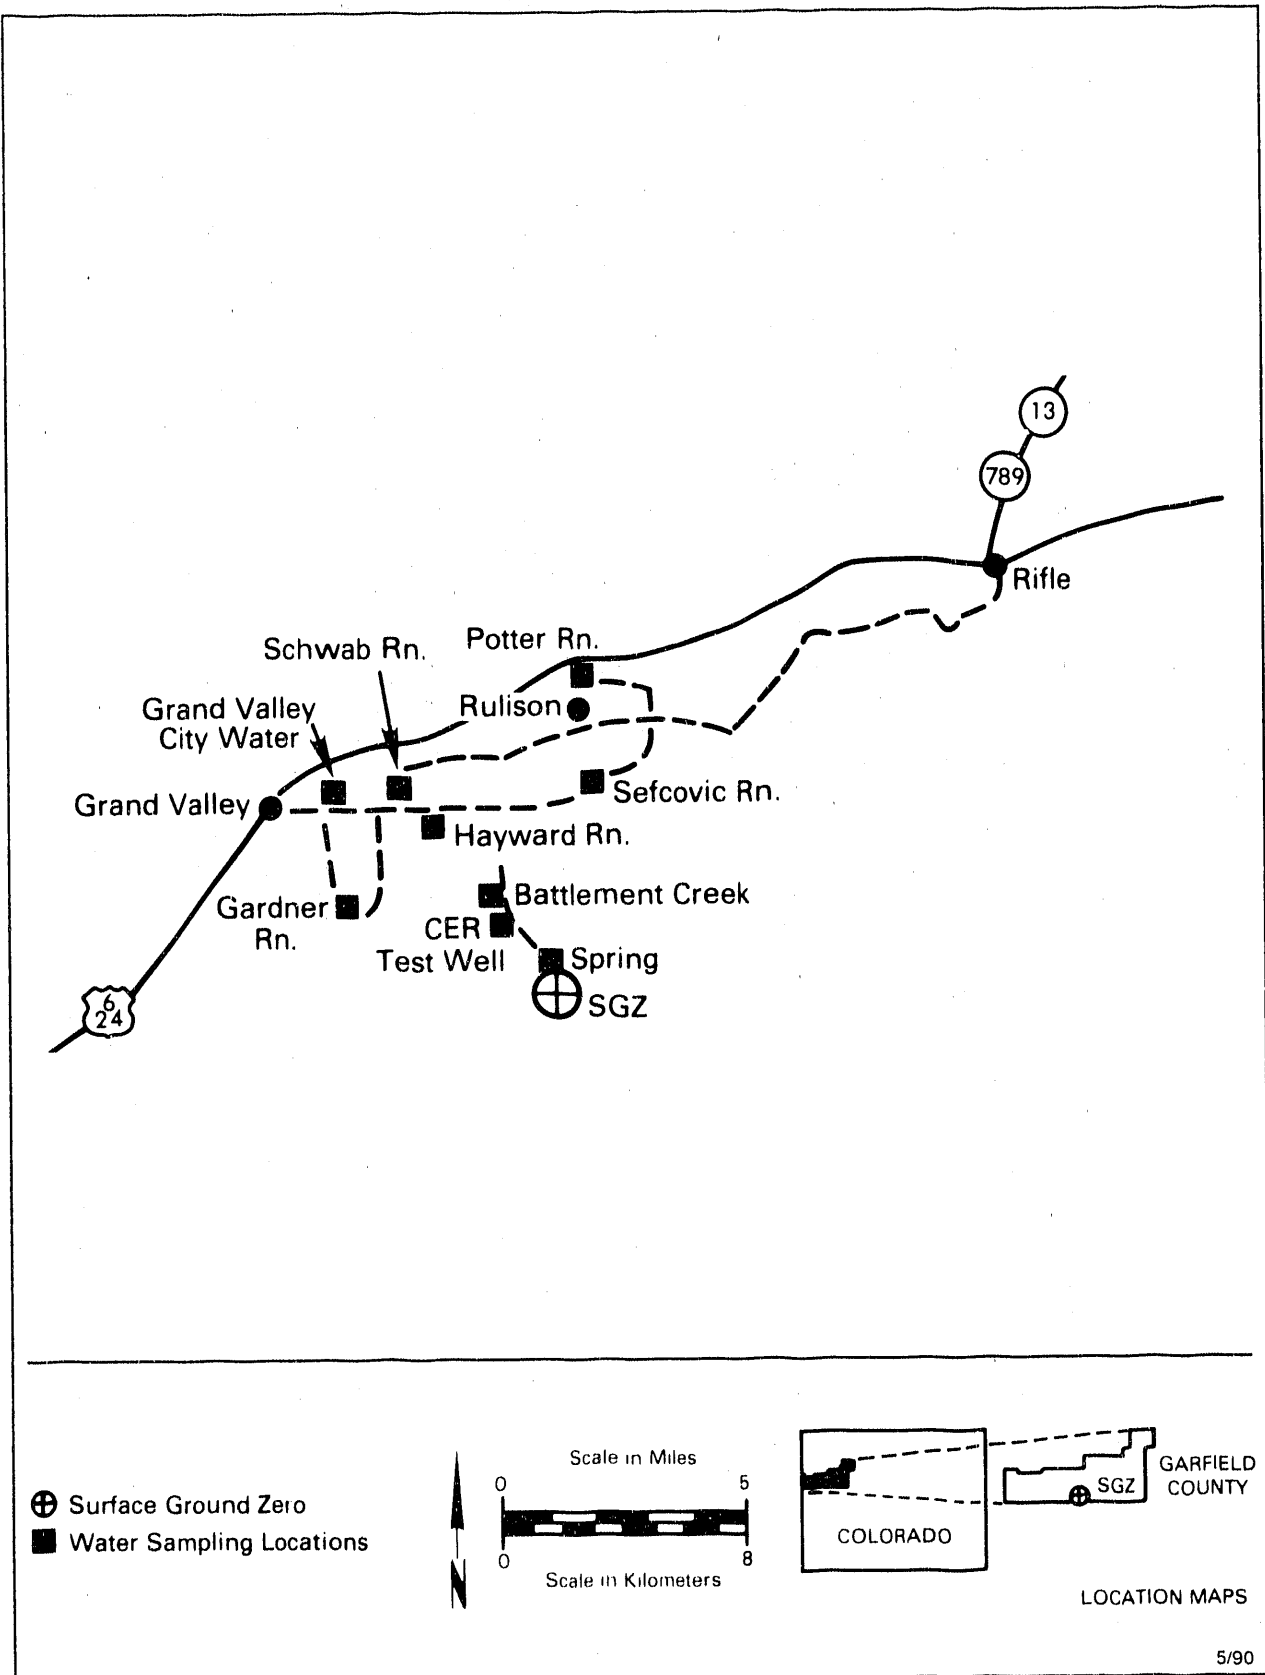 13
789
Rifle
Potter Rn.
Schwab Rn.
Rulison
Grand Valley
City Water
Grand Valley
Sefcovic Rn.
Hayward Rn.
Battlement Creek
Gardner
Rn.
CER
Test Well
Spring
SGZ
6
24
Surface Ground Zero
Water Sampling Locations
N
Scale in Miles
0 5
0 8
Scale in Kilometers
COLORADO
SGZ
GARFIELD
COUNTY
LOCATION MAPS
5/90